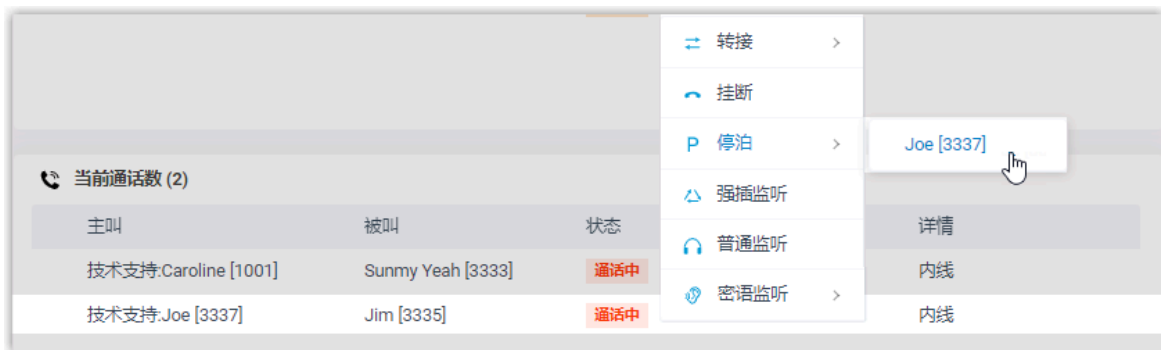 转接
挂断
P 停泊
Joe [3337]
当前通话数 (2)
强插监听
主叫 被叫 状态 详情
普通监听
技术支持:Caroline [1001] Sunmy Yeah [3333] 通话中 内线
密语监听
技术支持:Joe [3337] Jim [3335] 通话中 内线